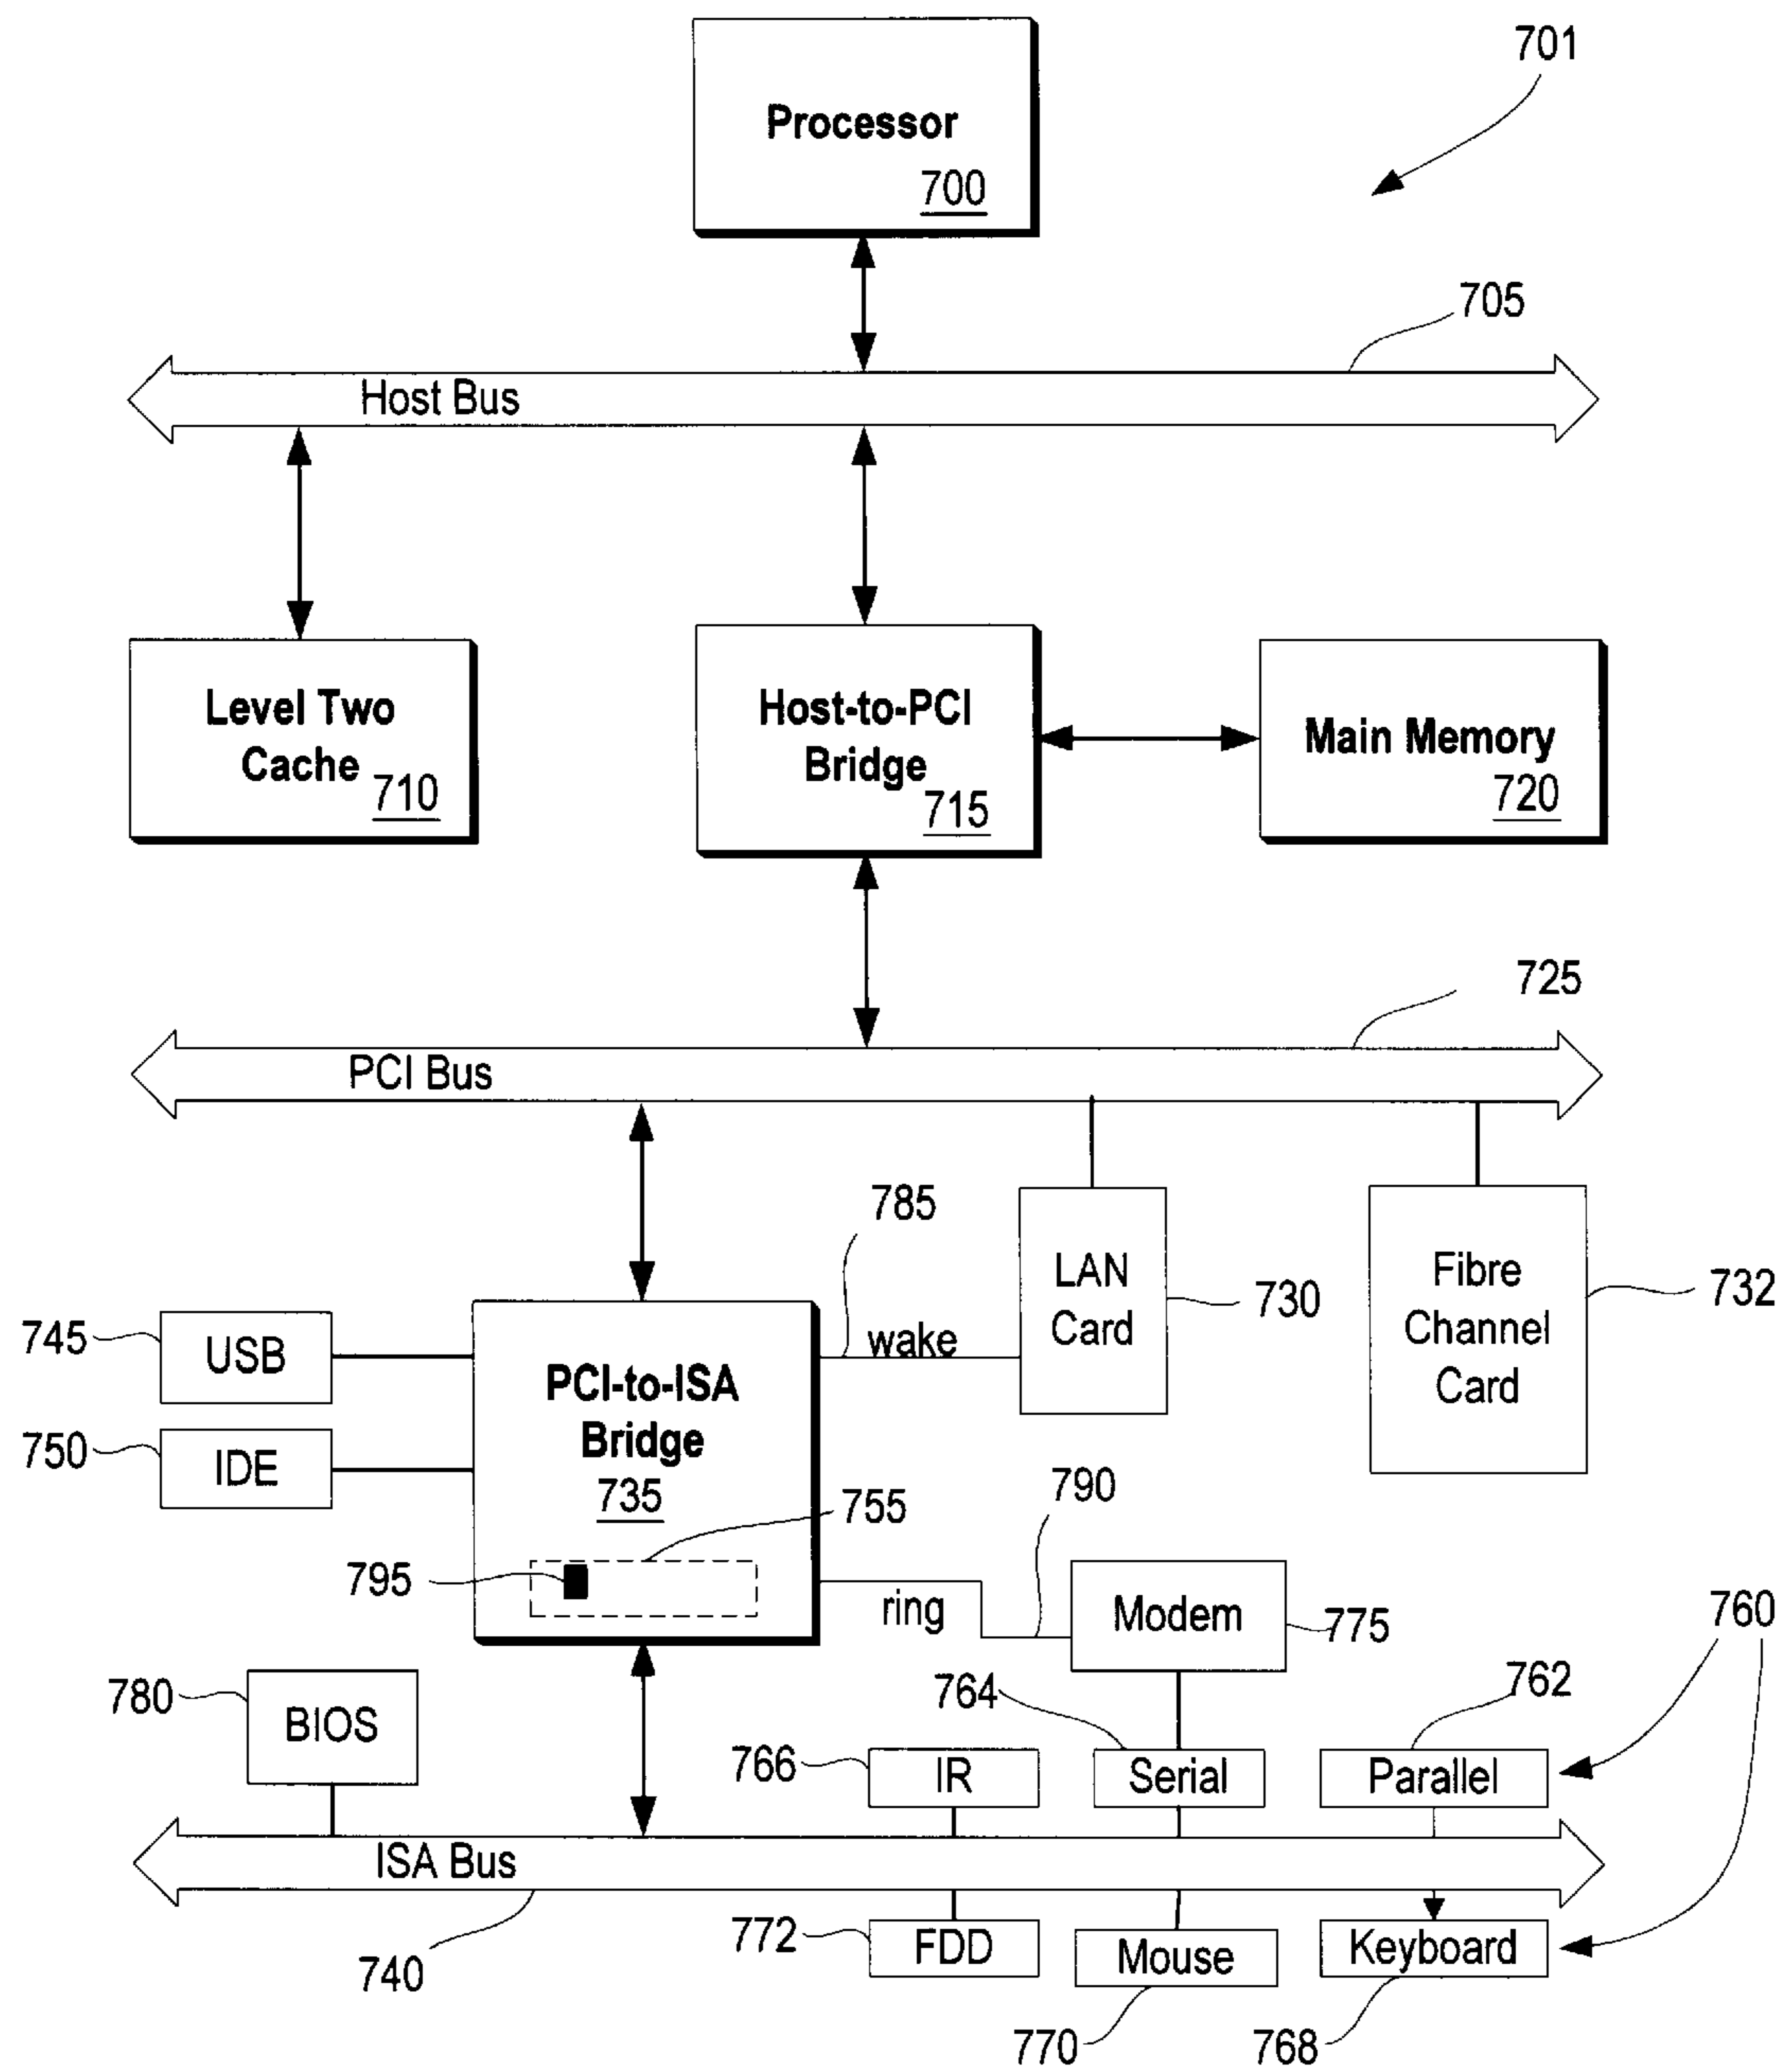 701
Processor
700
705
Host Bus
Level Two
Cache
710
Host-to-PCI
Bridge
715
Main Memory
720
725
PCI Bus
785
LAN
Card
730
Fibre
Channel
Card
732
745
USB
wake
PCI-to-ISA
Bridge
735
750
IDE
755
790
795
ring
Modem
775
760
780
BIOS
764
762
766
IR
Serial
Parallel
ISA Bus
740
772
FDD
Mouse
Keyboard
770
768